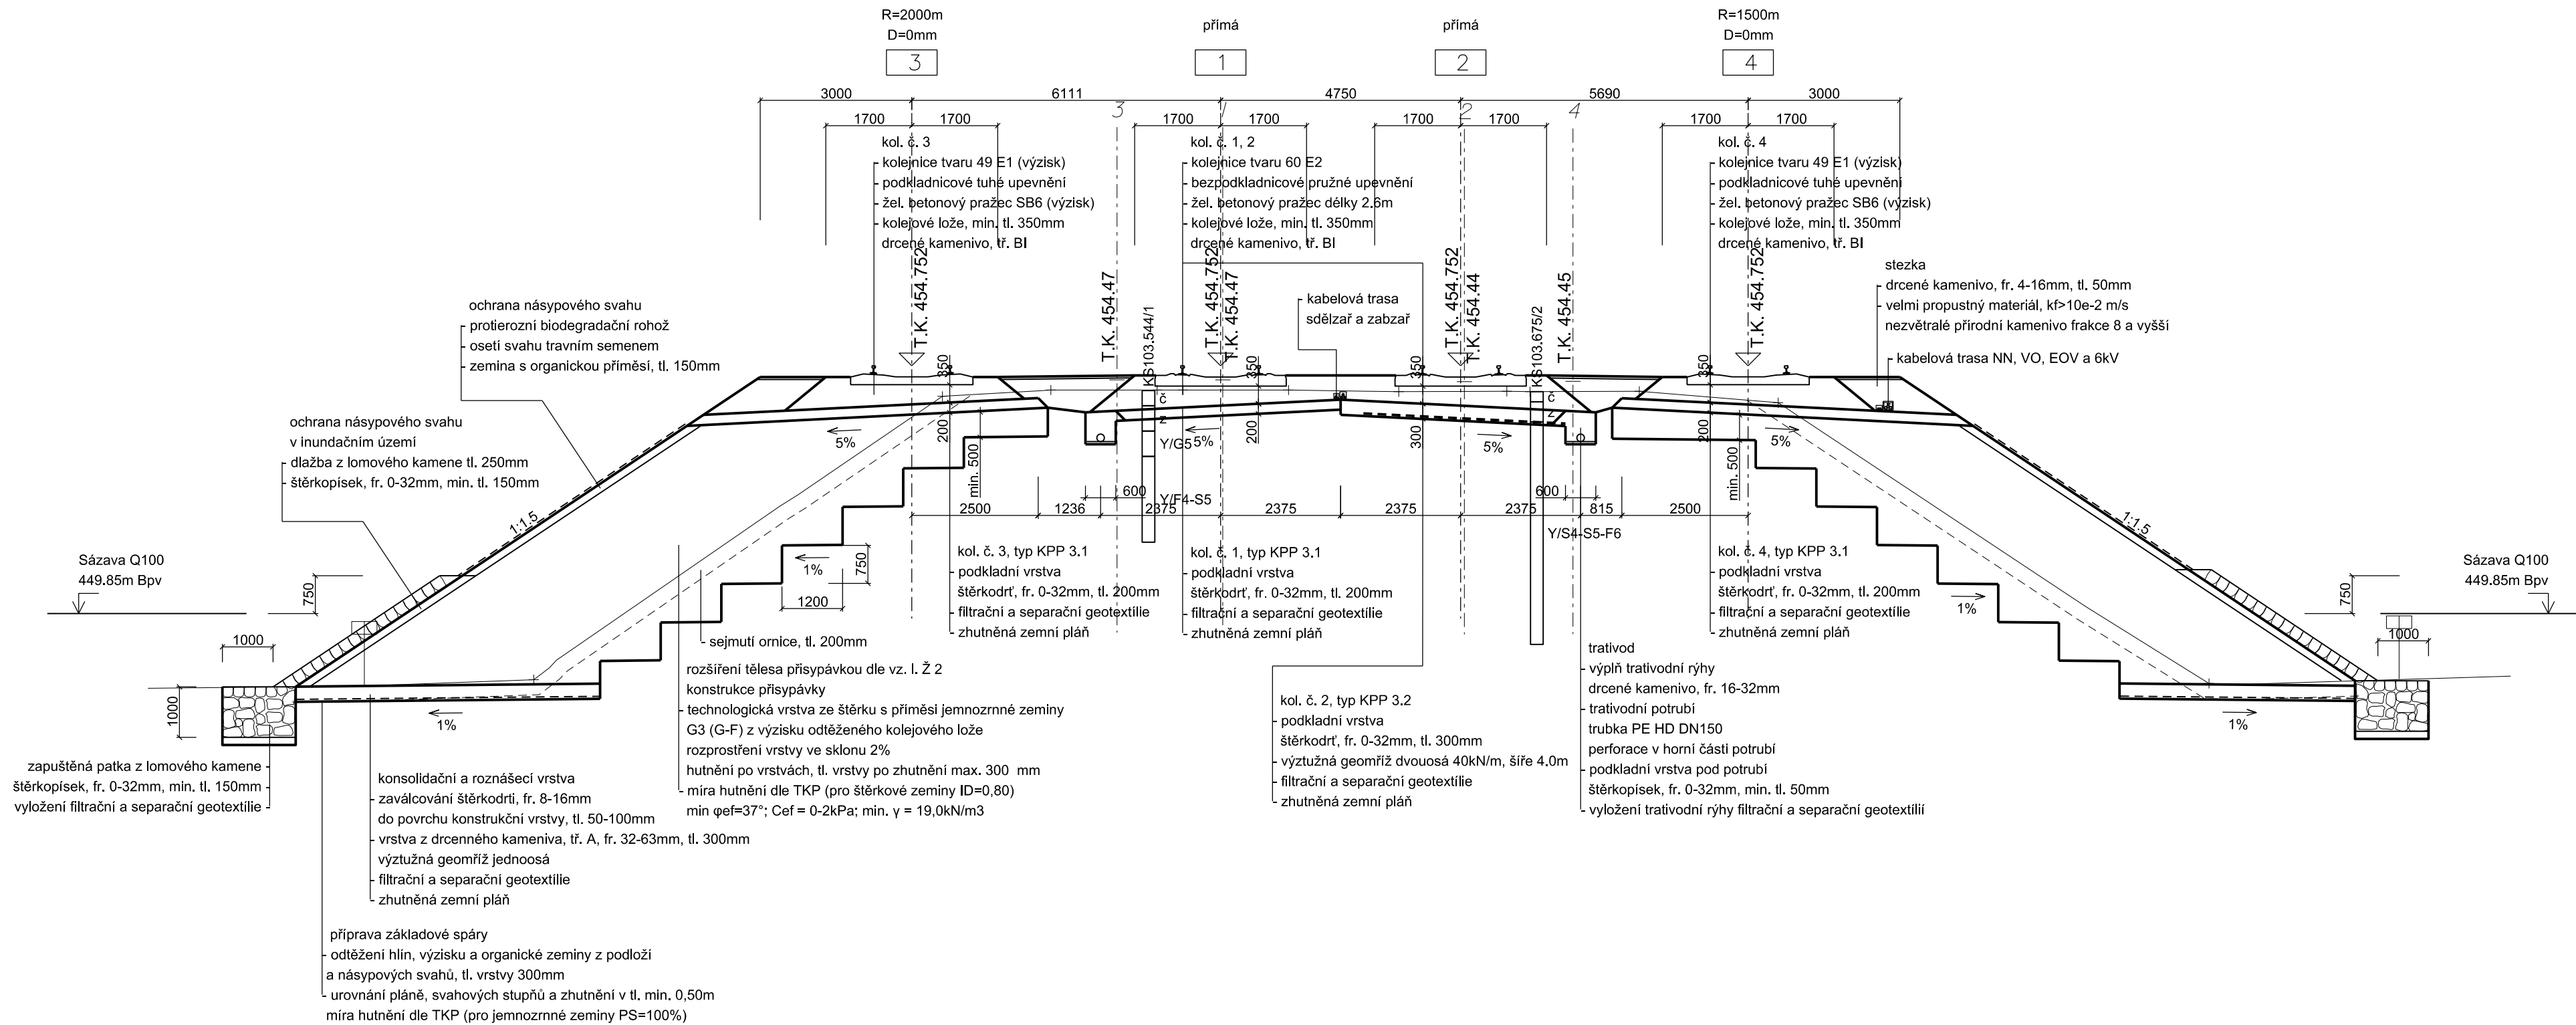 R=2000m
D=0mm
3
přímá
1
přímá
2
R=1500m
D=0mm
4
3000
6111
4750
5690
3000
3
1
2
4
1700
1700
1700
1700
1700
1700
1700
1700
kol. č. 3
- kolejnice tvaru 49 E1 (výzisk)
- podkladnicové tuhé upevnění
- žel. betonový pražec SB6 (výzisk)
- kolejové lože, min. tl. 350mm
drcené kamenivo, tř. BI
kol. č. 1, 2
- kolejnice tvaru 60 E2
- bezpodkladnicové pružné upevnění
- žel. betonový pražec délky 2.6m
- kolejové lože, min. tl. 350mm
drcené kamenivo, tř. BI
kol. č. 4
- kolejnice tvaru 49 E1 (výzisk)
- podkladnicové tuhé upevnění
- žel. betonový pražec SB6 (výzisk)
- kolejové lože, min. tl. 350mm
drcené kamenivo, tř. BI
T.K. 454.752
T.K. 454.47
T.K. 454.752
T.K. 454.47
T.K. 454.752
T.K. 454.44
T.K. 454.45
T.K. 454.752
KS103.544/1
KS103.675/2
stezka
- drcené kamenivo, fr. 4-16mm, tl. 50mm
- velmi propustný materiál, kf>10e-2 m/s
nezvětralé přírodní kamenivo frakce 8 a vyšší
- kabelová trasa NN, VO, EOV a 6kV
- kabelová trasa
sdělzař a zabzař
ochrana násypového svahu
- protierozní biodegradační rohož
- osetí svahu travním semenem
- zemina s organickou příměsí, tl. 150mm
ochrana násypového svahu
v inundačním území
- dlažba z lomového kamene tl. 250mm
- štěrkopísek, fr. 0-32mm, min. tl. 150mm
350
350
350
350
200
200
300
200
č
Z
Y/G5
Y/F4-S5
č
Z
Y/S4-S5-F6
5%
5%
5%
5%
min. 500
min. 500
600
600
2500
1236
2375
2375
2375
2375
815
2500
1:1.5
1:1.5
Sázava Q100
449.85m Bpv
Sázava Q100
449.85m Bpv
750
750
750
1200
1%
1%
1%
1%
1000
1000
1000
kol. č. 3, typ KPP 3.1
- podkladní vrstva
štěrkodrť, fr. 0-32mm, tl. 200mm
- filtrační a separační geotextílie
- zhutněná zemní pláň
kol. č. 1, typ KPP 3.1
- podkladní vrstva
štěrkodrť, fr. 0-32mm, tl. 200mm
- filtrační a separační geotextílie
- zhutněná zemní pláň
kol. č. 4, typ KPP 3.1
- podkladní vrstva
štěrkodrť, fr. 0-32mm, tl. 200mm
- filtrační a separační geotextílie
- zhutněná zemní pláň
- sejmutí ornice, tl. 200mm
rozšíření tělesa přisypávkou dle vz. l. Ž 2
konstrukce přisypávky
- technologická vrstva ze štěrku s příměsi jemnozrnné zeminy
G3 (G-F) z výzisku odtěženého kolejového lože
rozprostření vrstvy ve sklonu 2%
hutnění po vrstvách, tl. vrstvy po zhutnění max. 300 mm
- míra hutnění dle TKP (pro štěrkové zeminy ID=0,80)
min φef=37°; Cef = 0-2kPa; min. γ = 19,0kN/m3
kol. č. 2, typ KPP 3.2
- podkladní vrstva
štěrkodrť, fr. 0-32mm, tl. 300mm
- výztužná geomříž dvouosá 40kN/m, šíře 4.0m
- filtrační a separační geotextílie
- zhutněná zemní pláň
trativod
- výplň trativodní rýhy
drcené kamenivo, fr. 16-32mm
- trativodní potrubí
trubka PE HD DN150
perforace v horní části potrubí
- podkladní vrstva pod potrubí
štěrkopísek, fr. 0-32mm, min. tl. 50mm
- vyložení trativodní rýhy filtrační a separační geotextílií
zapuštěná patka z lomového kamene -
štěrkopísek, fr. 0-32mm, min. tl. 150mm -
vyložení filtrační a separační geotextílie -
konsolidační a roznášecí vrstva
- zaválcování štěrkodrti, fr. 8-16mm
do povrchu konstrukční vrstvy, tl. 50-100mm
- vrstva z drcenného kameniva, tř. A, fr. 32-63mm, tl. 300mm
výztužná geomříž jednoosá
- filtrační a separační geotextílie
- zhutněná zemní pláň
příprava základové spáry
- odtěžení hlín, výzisku a organické zeminy z podloží
a násypových svahů, tl. vrstvy 300mm
- urovnání pláně, svahových stupňů a zhutnění v tl. min. 0,50m
míra hutnění dle TKP (pro jemnozrnné zeminy PS=100%)